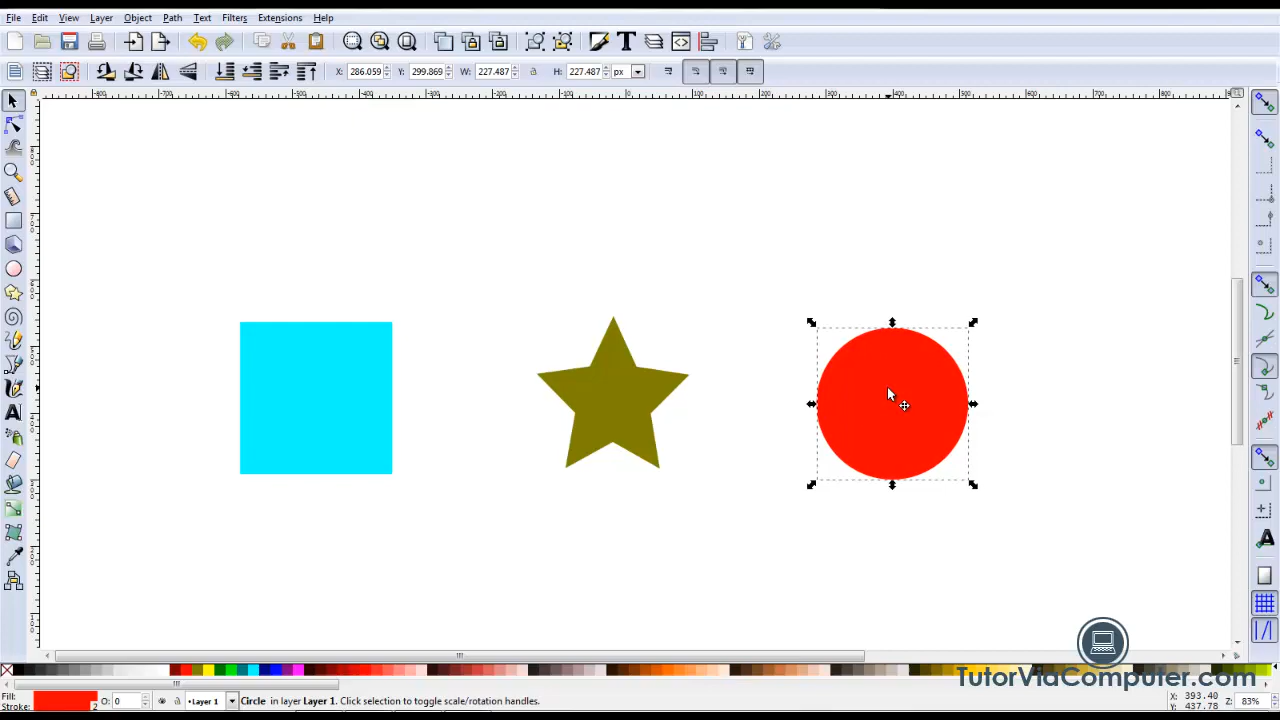 File Edit View Layer Object Path Text Filters Extensions Help
X: 286.059 Y: 299.869 W: 227.487 H: 227.487 px
TutorViaComputer.com
Fill:
Stroke: 2 O: 0 •Layer 1 Circle in layer Layer 1. Click selection to toggle scale/rotation handles.
X: 393.40
Y: 437.78 Z: 83%